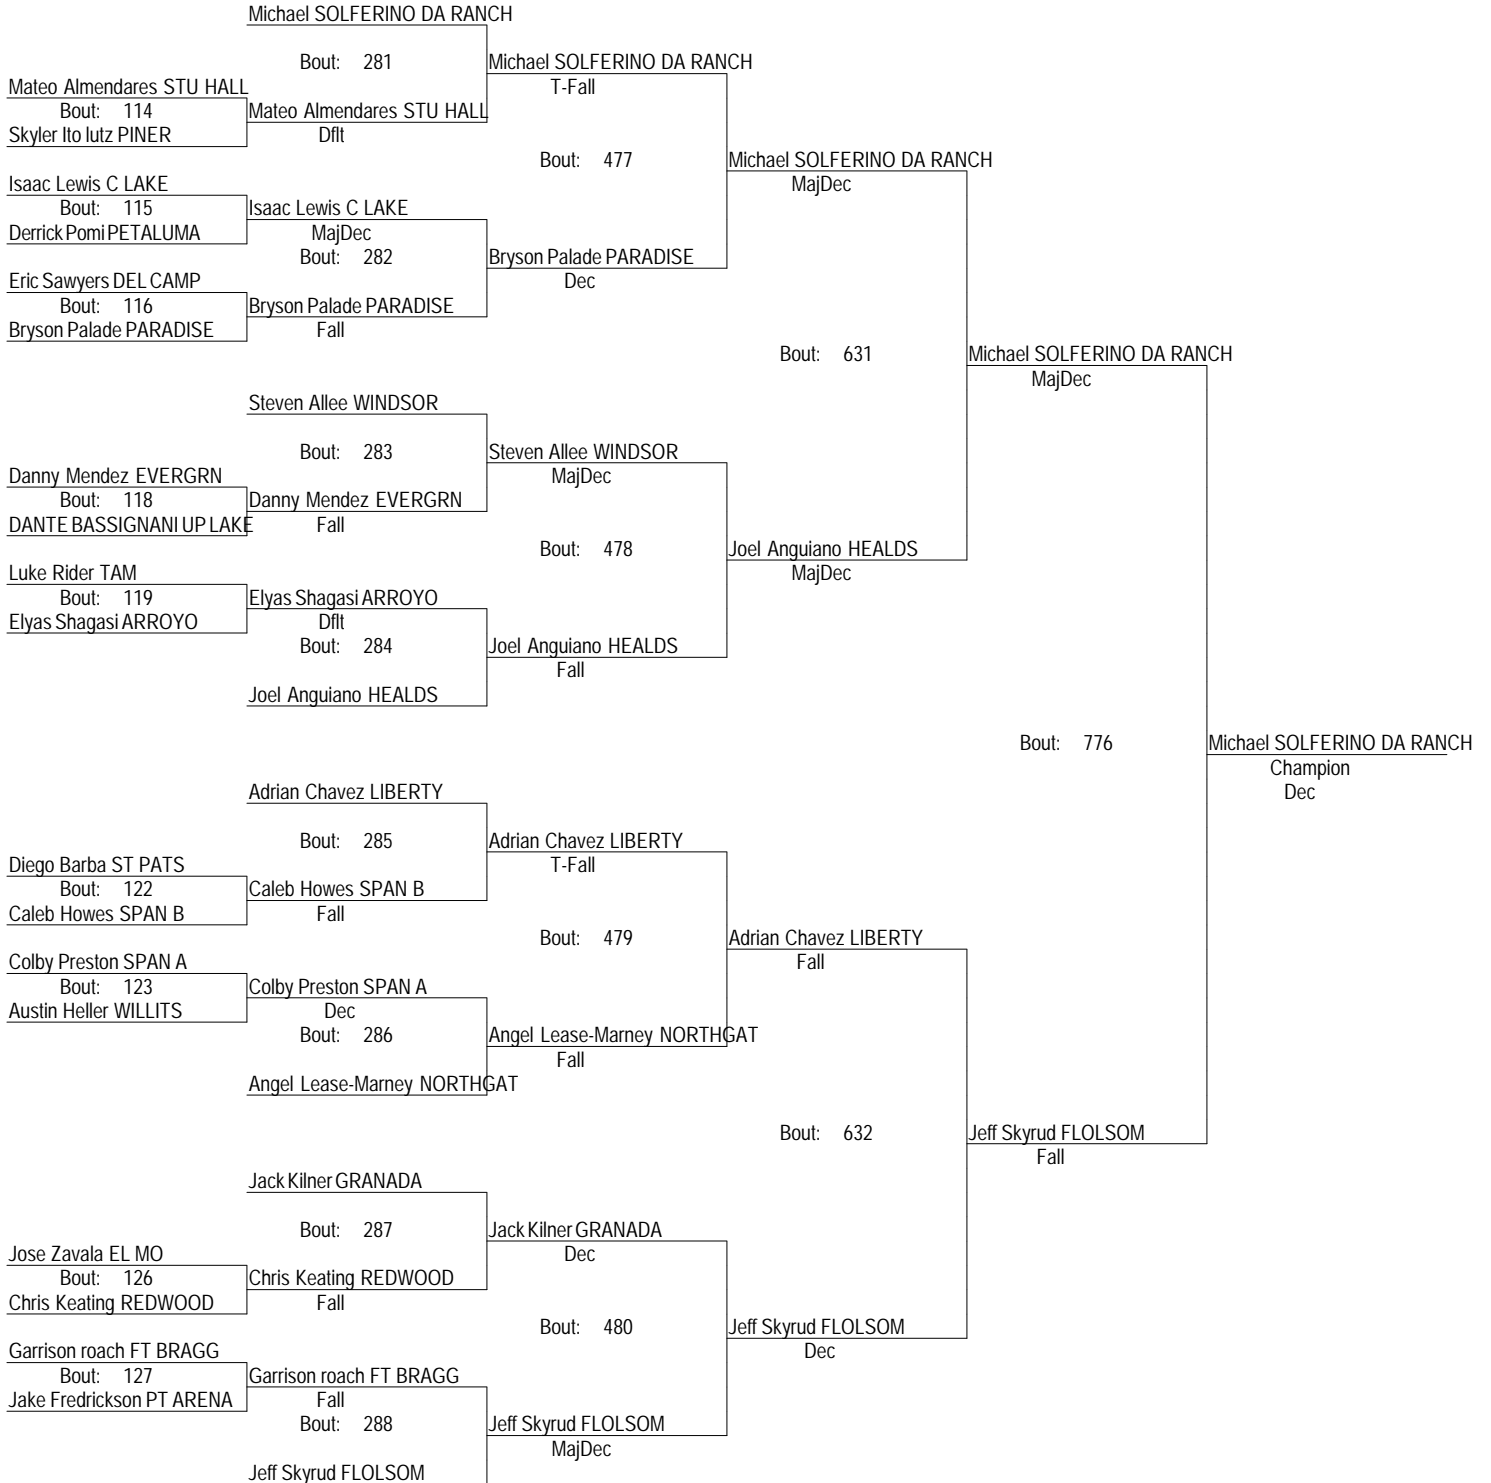 Michael SOLFERINO DA RANCH
Bout: 281
Michael SOLFERINO DA RANCH
T-Fall
Mateo Almendares STU HALL
Bout: 114
Mateo Almendares STU HALL
Skyler Ito lutz PINER
Dflt
Bout: 477
Michael SOLFERINO DA RANCH
MajDec
Isaac Lewis C LAKE
Bout: 115
Isaac Lewis C LAKE
Derrick Pomi PETALUMA
MajDec
Bout: 282
Bryson Palade PARADISE
Dec
Eric Sawyers DEL CAMP
Bout: 116
Bryson Palade PARADISE
Bryson Palade PARADISE
Fall
Bout: 631
Michael SOLFERINO DA RANCH
MajDec
Steven Allee WINDSOR
Bout: 283
Steven Allee WINDSOR
MajDec
Danny Mendez EVERGRN
Bout: 118
Danny Mendez EVERGRN
DANTE BASSIGNANI UP LAKE
Fall
Bout: 478
Joel Anguiano HEALDS
MajDec
Luke Rider TAM
Bout: 119
Elyas Shagasi ARROYO
Elyas Shagasi ARROYO
Dflt
Bout: 284
Joel Anguiano HEALDS
Fall
Joel Anguiano HEALDS
Bout: 776
Michael SOLFERINO DA RANCH
Champion
Dec
Adrian Chavez LIBERTY
Bout: 285
Adrian Chavez LIBERTY
T-Fall
Diego Barba ST PATS
Bout: 122
Caleb Howes SPAN B
Caleb Howes SPAN B
Fall
Bout: 479
Adrian Chavez LIBERTY
Fall
Colby Preston SPAN A
Bout: 123
Colby Preston SPAN A
Austin Heller WILLITS
Dec
Bout: 286
Angel Lease-Marney NORTHGAT
Fall
Angel Lease-Marney NORTHGAT
Bout: 632
Jeff Skyrud FLOLSOM
Fall
Jack Kilner GRANADA
Bout: 287
Jack Kilner GRANADA
Dec
Jose Zavala EL MO
Bout: 126
Chris Keating REDWOOD
Chris Keating REDWOOD
Fall
Bout: 480
Jeff Skyrud FLOLSOM
Dec
Garrison roach FT BRAGG
Bout: 127
Garrison roach FT BRAGG
Jake Fredrickson PT ARENA
Fall
Bout: 288
Jeff Skyrud FLOLSOM
MajDec
Jeff Skyrud FLOLSOM